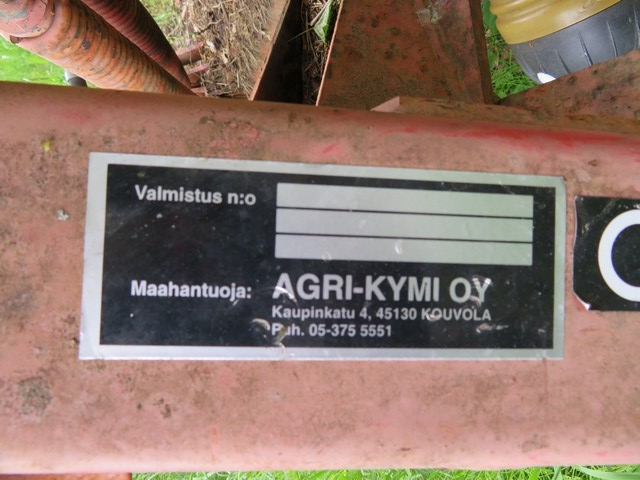 Valmistus n:o
Maahantuoja: AGRI-KYMI OY
Kaupinkatu 4, 45130 KOUVOLA
Puh. 05-375 5551